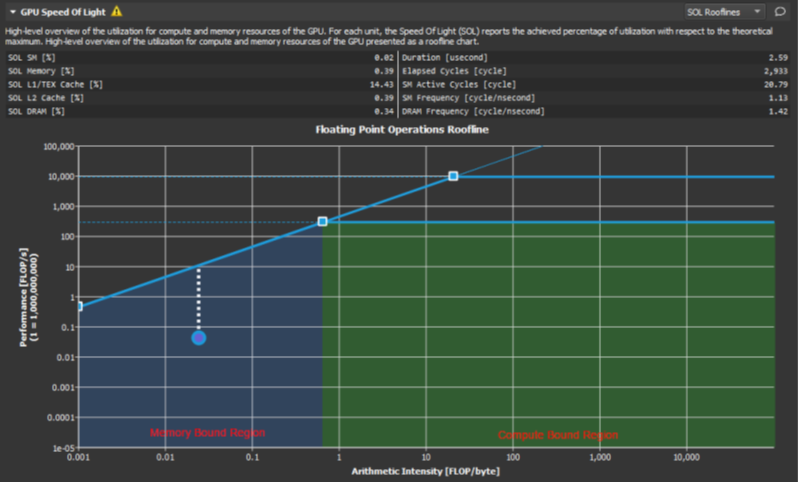 GPU Speed Of Light
SOL Rooflines
High-level overview of the utilization for compute and memory resources of the GPU. For each unit, the Speed Of Light (SOL) reports the achieved percentage of utilization with respect to the theoretical
maximum. High-level overview of the utilization for compute and memory resources of the GPU presented as a roofline chart.
SOL SM [%] 0.02 Duration [usecond] 2.59
SOL Memory [%] 0.39 Elapsed Cycles [cycle] 2,933
SOL L1/TEX Cache [%] 14.43 SM Active Cycles [cycle] 20.79
SOL L2 Cache [%] 0.39 SM Frequency [cycle/nsecond] 1.13
SOL DRAM [%] 0.34 DRAM Frequency [cycle/nsecond] 1.42
Floating Point Operations Roofline
100,000
10,000
1,000
100
10
1
0.1
0.01
0.001
0.0001
1e-05
Performance [FLOP/s]
(1 = 1,000,000,000)
Memory Bound Region
Compute Bound Region
0.001 0.01 0.1 1 10 100 1,000 10,000
Arithmetic Intensity [FLOP/byte]